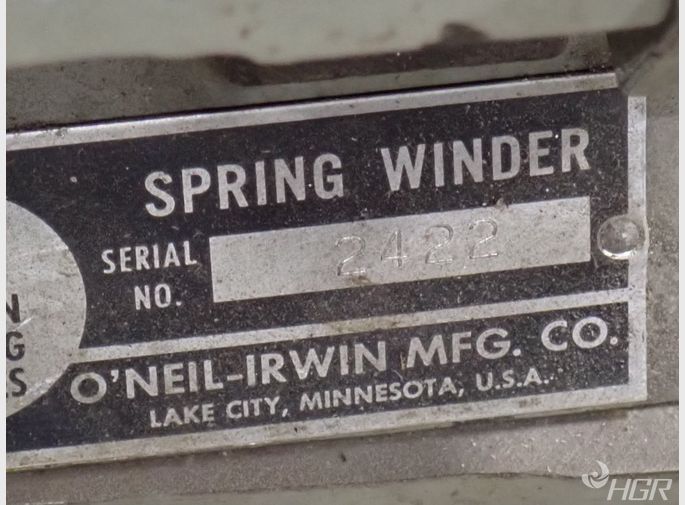 SPRING WINDER
SERIAL NO. 2422
O'NEIL-IRWIN MFG. CO.
LAKE CITY, MINNESOTA, U.S.A.
HGR